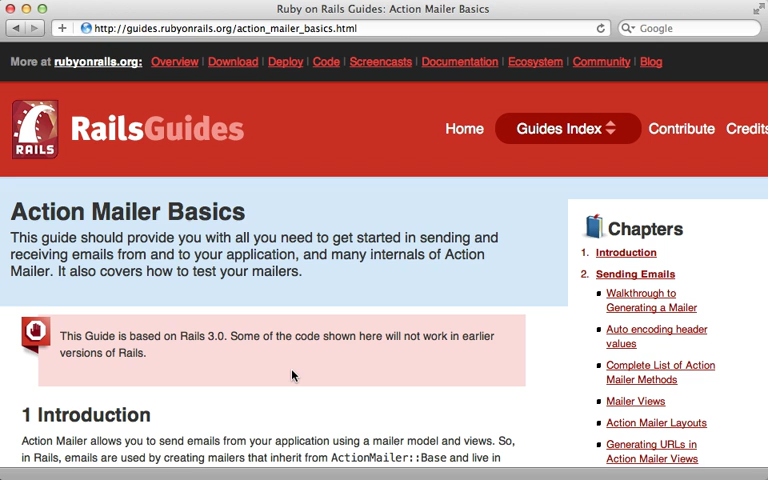 Ruby on Rails Guides: Action Mailer Basics
http://guides.rubyonrails.org/action_mailer_basics.html
Google
More at rubyonrails.org: Overview | Download | Deploy | Code | Screencasts | Documentation | Ecosystem | Community | Blog
RAILS
RailsGuides
Home
Guides Index
Contribute
Credits
Action Mailer Basics
This guide should provide you with all you need to get started in sending and
receiving emails from and to your application, and many internals of Action
Mailer. It also covers how to test your mailers.
This Guide is based on Rails 3.0. Some of the code shown here will not work in earlier
versions of Rails.
1 Introduction
Action Mailer allows you to send emails from your application using a mailer model and views. So,
in Rails, emails are used by creating mailers that inherit from ActionMailer::Base and live in
Chapters
1. Introduction
2. Sending Emails
Walkthrough to
Generating a Mailer
Auto encoding header
values
Complete List of Action
Mailer Methods
Mailer Views
Action Mailer Layouts
Generating URLs in
Action Mailer Views